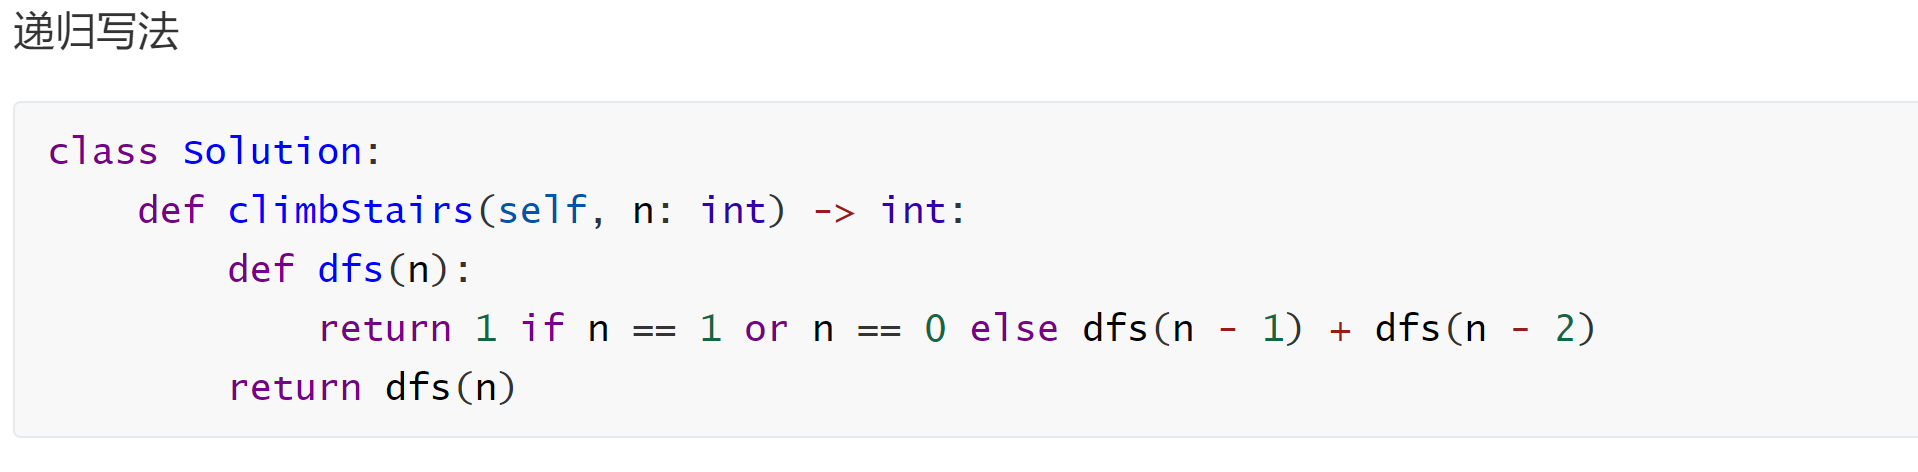 递归写法
class Solution:
    def climbStairs(self, n: int) -> int:
        def dfs(n):
            return 1 if n == 1 or n == 0 else dfs(n - 1) + dfs(n - 2)
        return dfs(n)